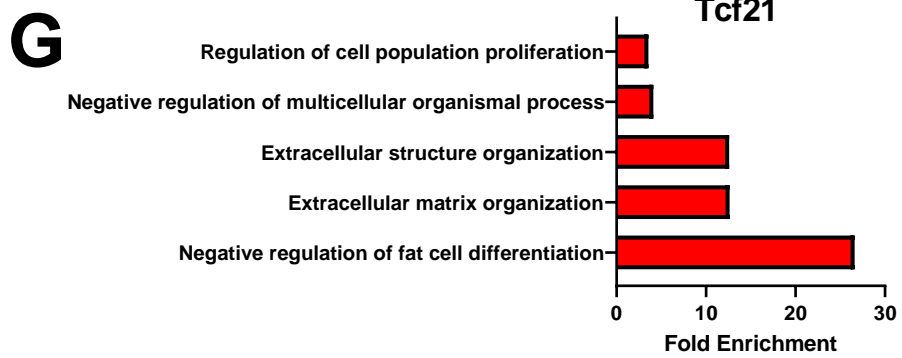 G
Tcf21
Regulation of cell population proliferation
Negative regulation of multicellular organismal process
Extracellular structure organization
Extracellular matrix organization
Negative regulation of fat cell differentiation
0 10 20 30
Fold Enrichment